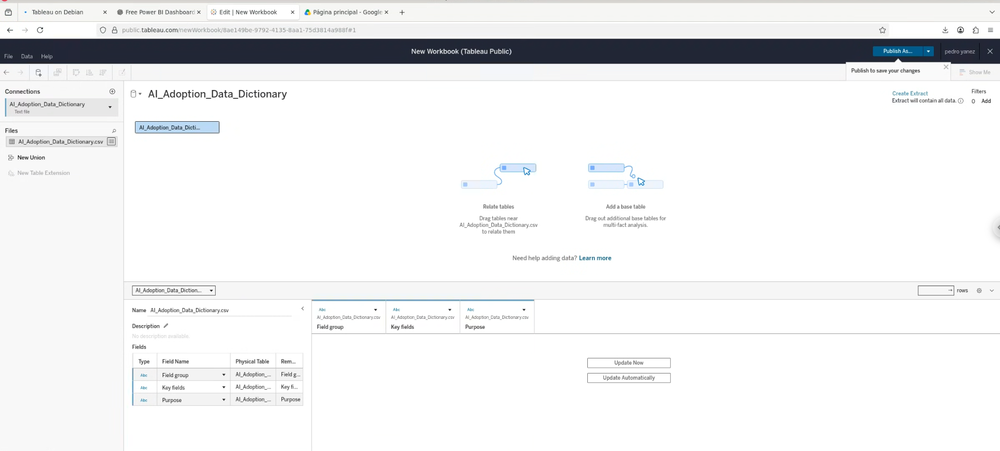 Tableau on Debian
Free Power BI Dashboard
Edit | New Workbook
Página principal - Google
public.tableau.com/newWorkbook/8ae149be-9792-4135-8aa1-75d3814a988f#1
File Data Help
New Workbook (Tableau Public)
Publish As...
pedro yanez
Publish to save your changes
Show Me
Connections
AI_Adoption_Data_Dictionary
Text file
Files
AI_Adoption_Data_Dictionary.csv
New Union
New Table Extension
AI_Adoption_Data_Dictionary
Create Extract
Extract will contain all data.
Filters
0 Add
AI_Adoption_Data_Dicti...
Relate tables
Drag tables near
AI_Adoption_Data_Dictionary.csv
to relate them
Add a base table
Drag out additional base tables for
multi-fact analysis.
Need help adding data? Learn more
AI_Adoption_Data_Diction...
rows
Name AI_Adoption_Data_Dictionary.csv
Description
No description available.
Fields
Type Field Name Physical Table Rem...
Abc Field group AI_Adoption_... Field g...
Abc Key fields AI_Adoption_... Key fi...
Abc Purpose AI_Adoption_... Purpose
Abc Abc Abc
AI_Adoption_Data_Dictionary.csv AI_Adoption_Data_Dictionary.csv AI_Adoption_Data_Dictionary.csv
Field group Key fields Purpose
Update Now
Update Automatically